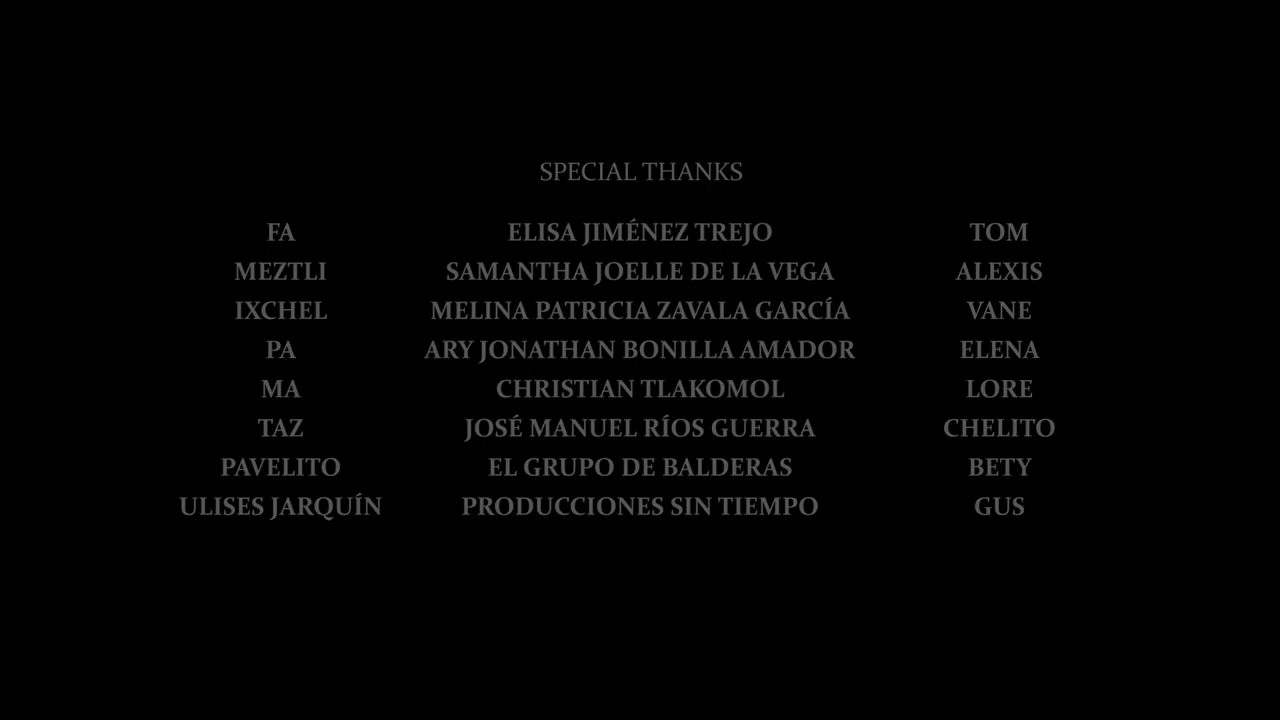 SPECIAL THANKS
FA ELISA JIMÉNEZ TREJO TOM
MEZTLI SAMANTHA JOELLE DE LA VEGA ALEXIS
IXCHEL MELINA PATRICIA ZAVALA GARCÍA VANE
PA ARY JONATHAN BONILLA AMADOR ELENA
MA CHRISTIAN TLAKOMOL LORE
TAZ JOSÉ MANUEL RÍOS GUERRA CHELITO
PAVELITO EL GRUPO DE BALDERAS BETY
ULISES JARQUÍN PRODUCCIONES SIN TIEMPO GUS